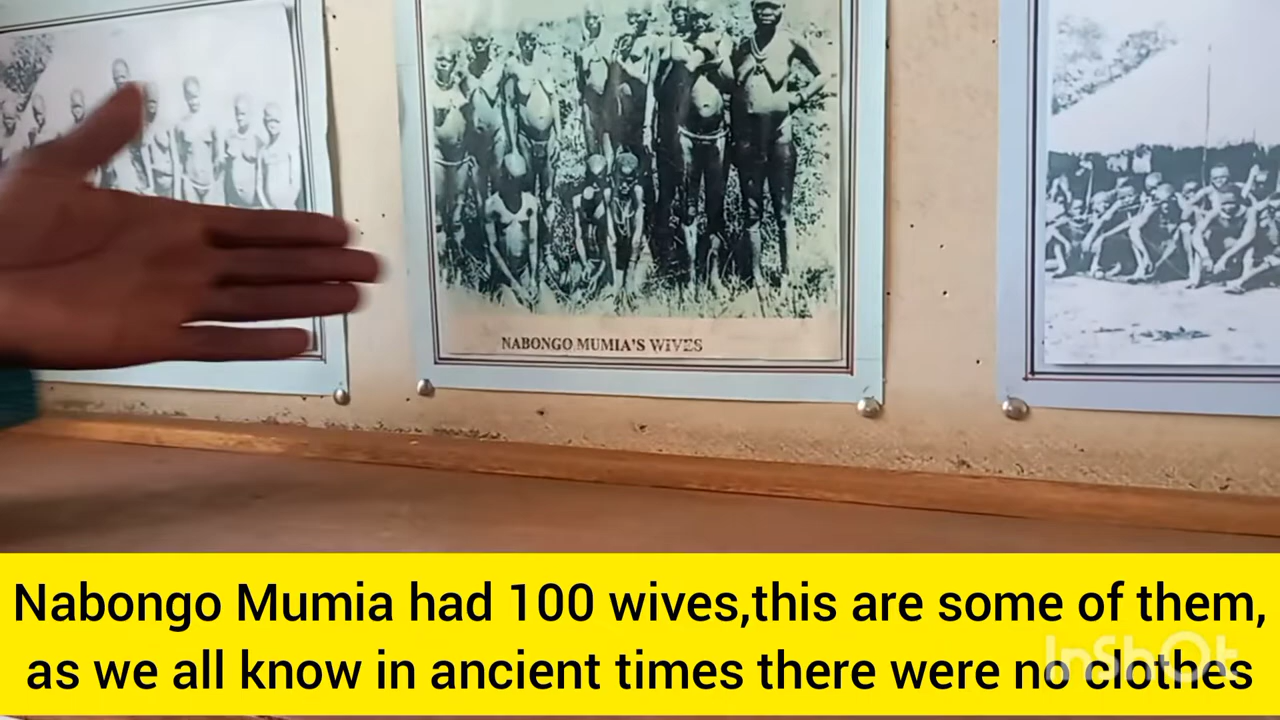 NABONGO MUMIA'S WIVES
Nabongo Mumia had 100 wives,this are some of them,
as we all know in ancient times there were no clothes
InShOt